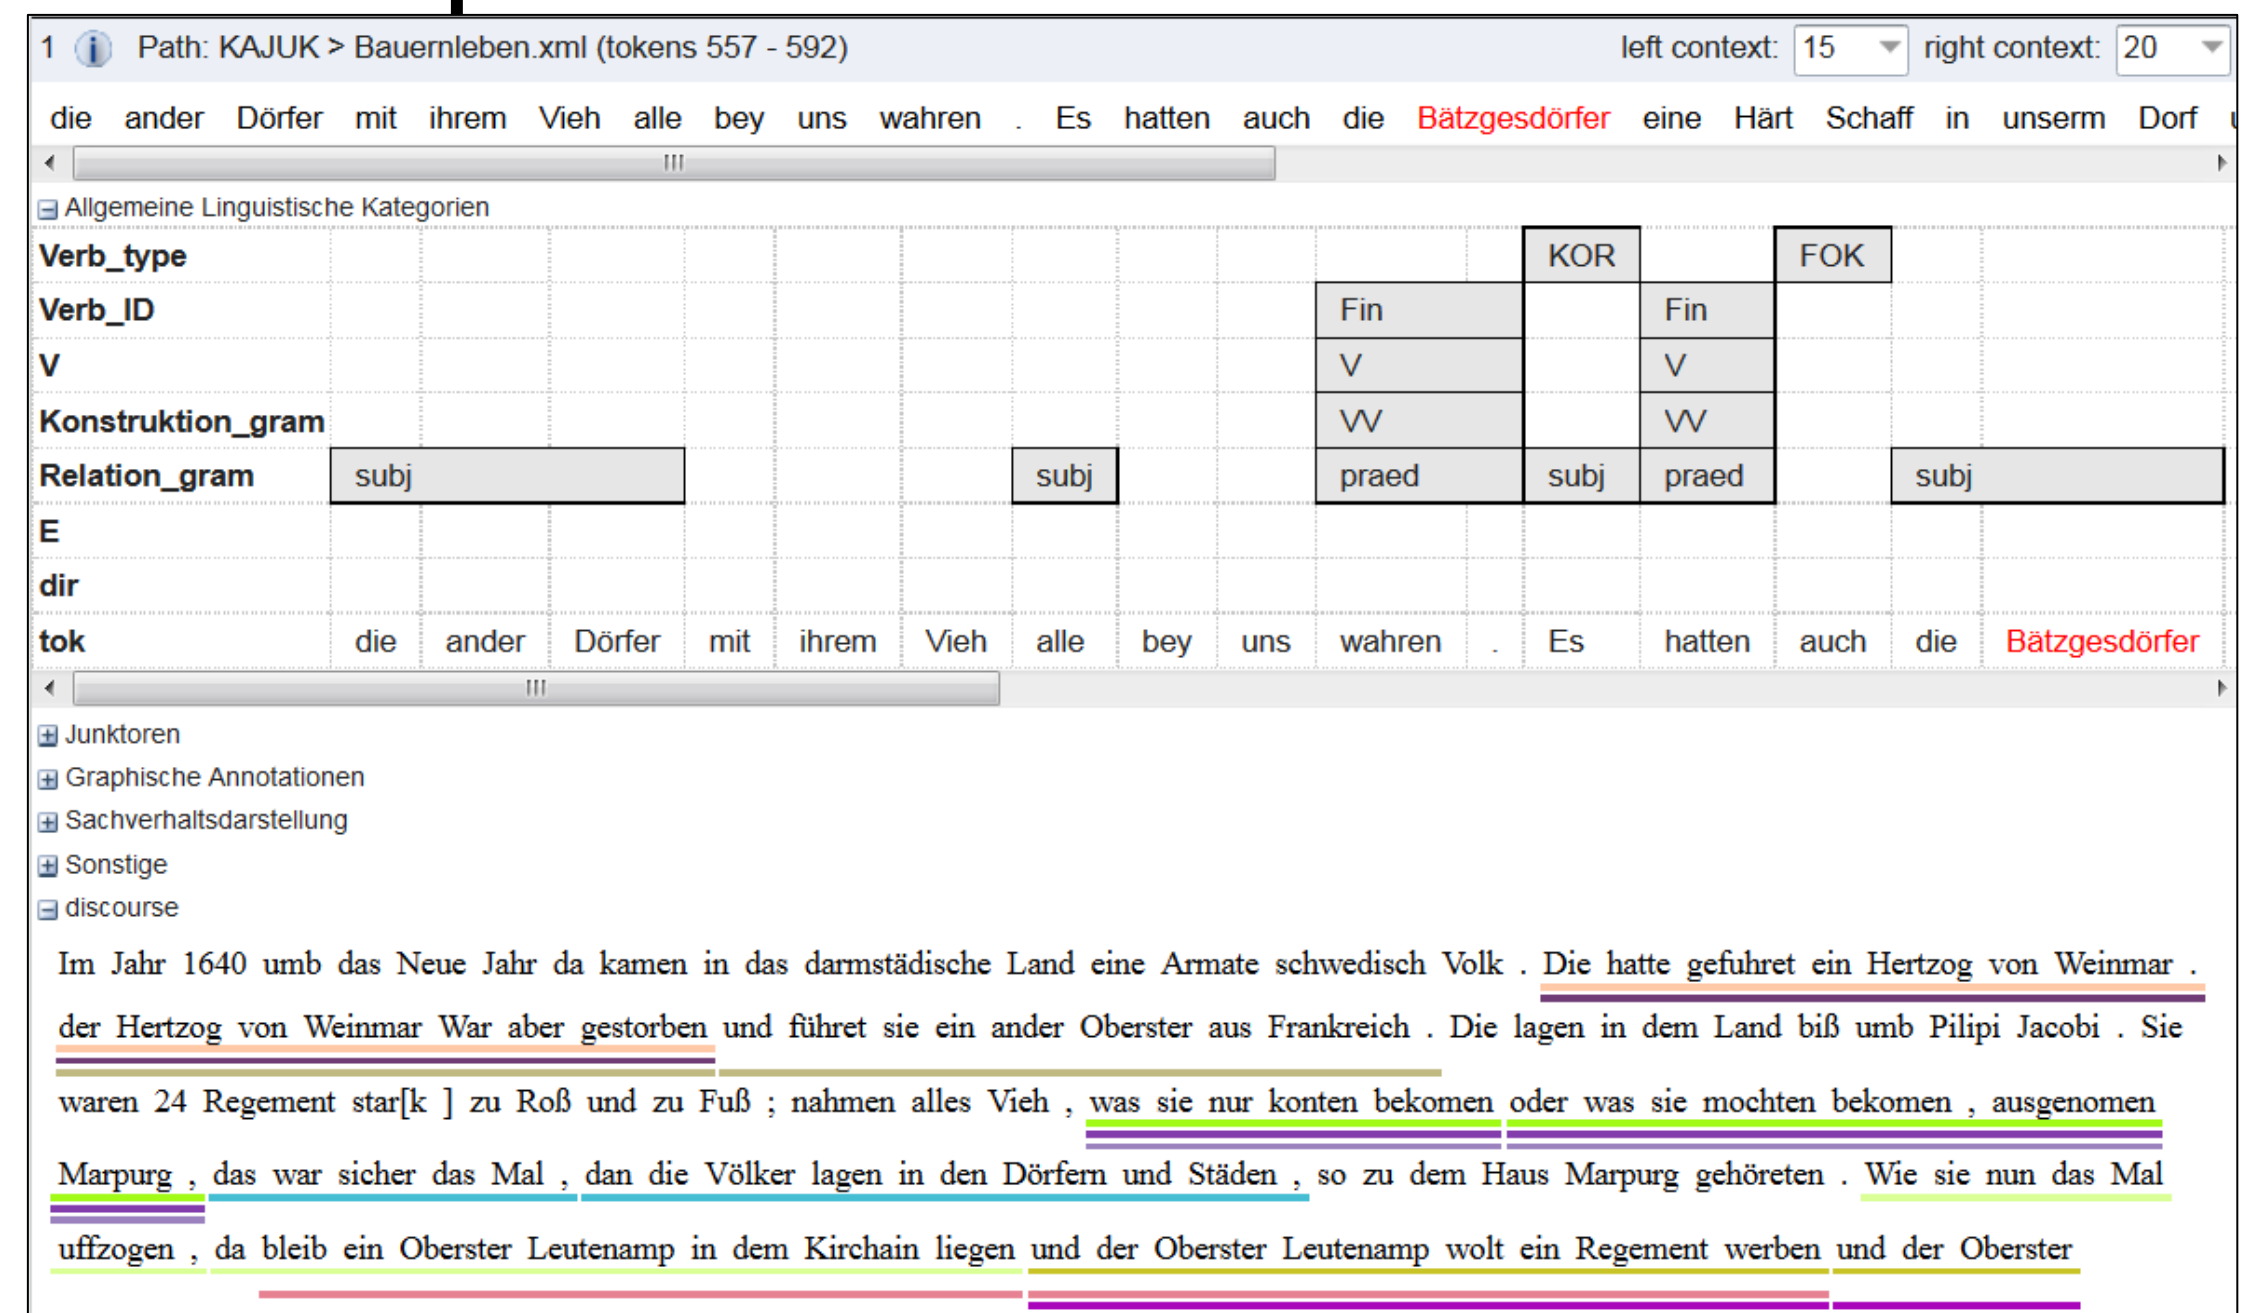 1 Path: KAJUK > Bauernleben.xml (tokens 557 - 592) left context: 15 right context: 20
die ander Dörfer mit ihrem Vieh alle bey uns wahren . Es hatten auch die Bätzgesdörfer eine Härt Schaff in unserm Dorf
Allgemeine Linguistische Kategorien
Verb_type KOR FOK
Verb_ID Fin Fin
V V V
Konstruktion_gram VV VV
Relation_gram subj subj praed subj praed subj
E
dir
tok die ander Dörfer mit ihrem Vieh alle bey uns wahren . Es hatten auch die Bätzgesdörfer
Junktoren
Graphische Annotationen
Sachverhaltsdarstellung
Sonstige
discourse
Im Jahr 1640 umb das Neue Jahr da kamen in das darmstädische Land eine Armate schwedisch Volk . Die hatte gefuhret ein Hertzog von Weinmar .
der Hertzog von Weinmar War aber gestorben und führet sie ein ander Oberster aus Frankreich . Die lagen in dem Land biß umb Pilipi Jacobi . Sie
waren 24 Regement star[k ] zu Roß und zu Fuß ; nahmen alles Vieh , was sie nur konten bekomen oder was sie mochten bekomen , ausgenomen
Marpurg , das war sicher das Mal , dan die Völker lagen in den Dörfern und Städen , so zu dem Haus Marpurg gehöreten . Wie sie nun das Mal
uffzogen , da bleib ein Oberster Leutenamp in dem Kirchain liegen und der Oberster Leutenamp wolt ein Regement werben und der Oberster